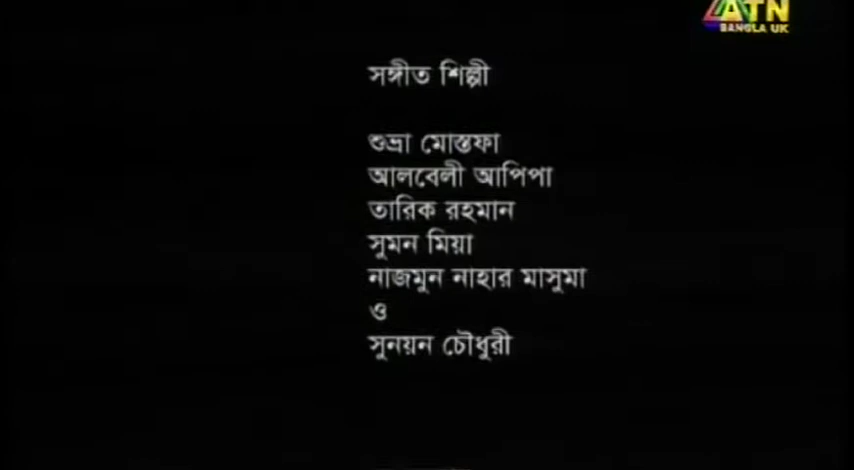 ATN
BANGLA UK
সঙ্গীত শিল্পী
শুভ্রা মোস্তফা
আলবেলী আপিপা
তারিক রহমান
সুমন মিয়া
নাজমুন নাহার মাসুমা
ও
সুনয়ন চৌধুরী